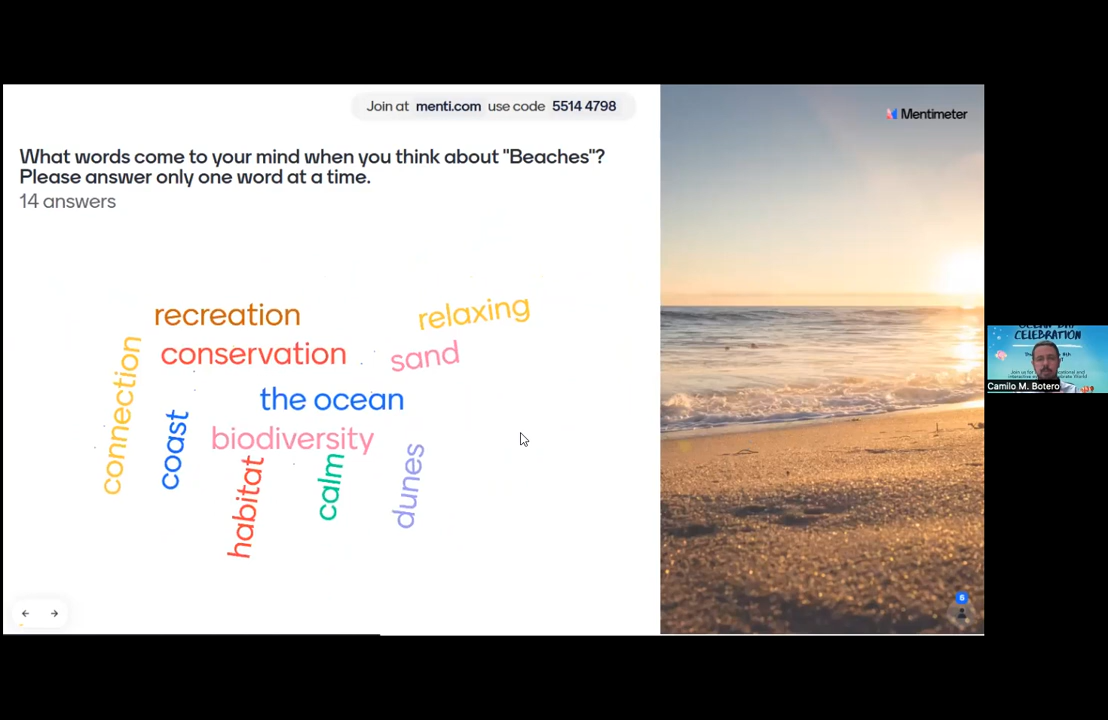 Join at menti.com use code 5514 4798
Mentimeter
What words come to your mind when you think about "Beaches"?
Please answer only one word at a time.
14 answers
recreation
relaxing
conservation
sand
connection
the ocean
coast
biodiversity
habitat
calm
dunes
CELEBRATION
Camilo M. Botero
6